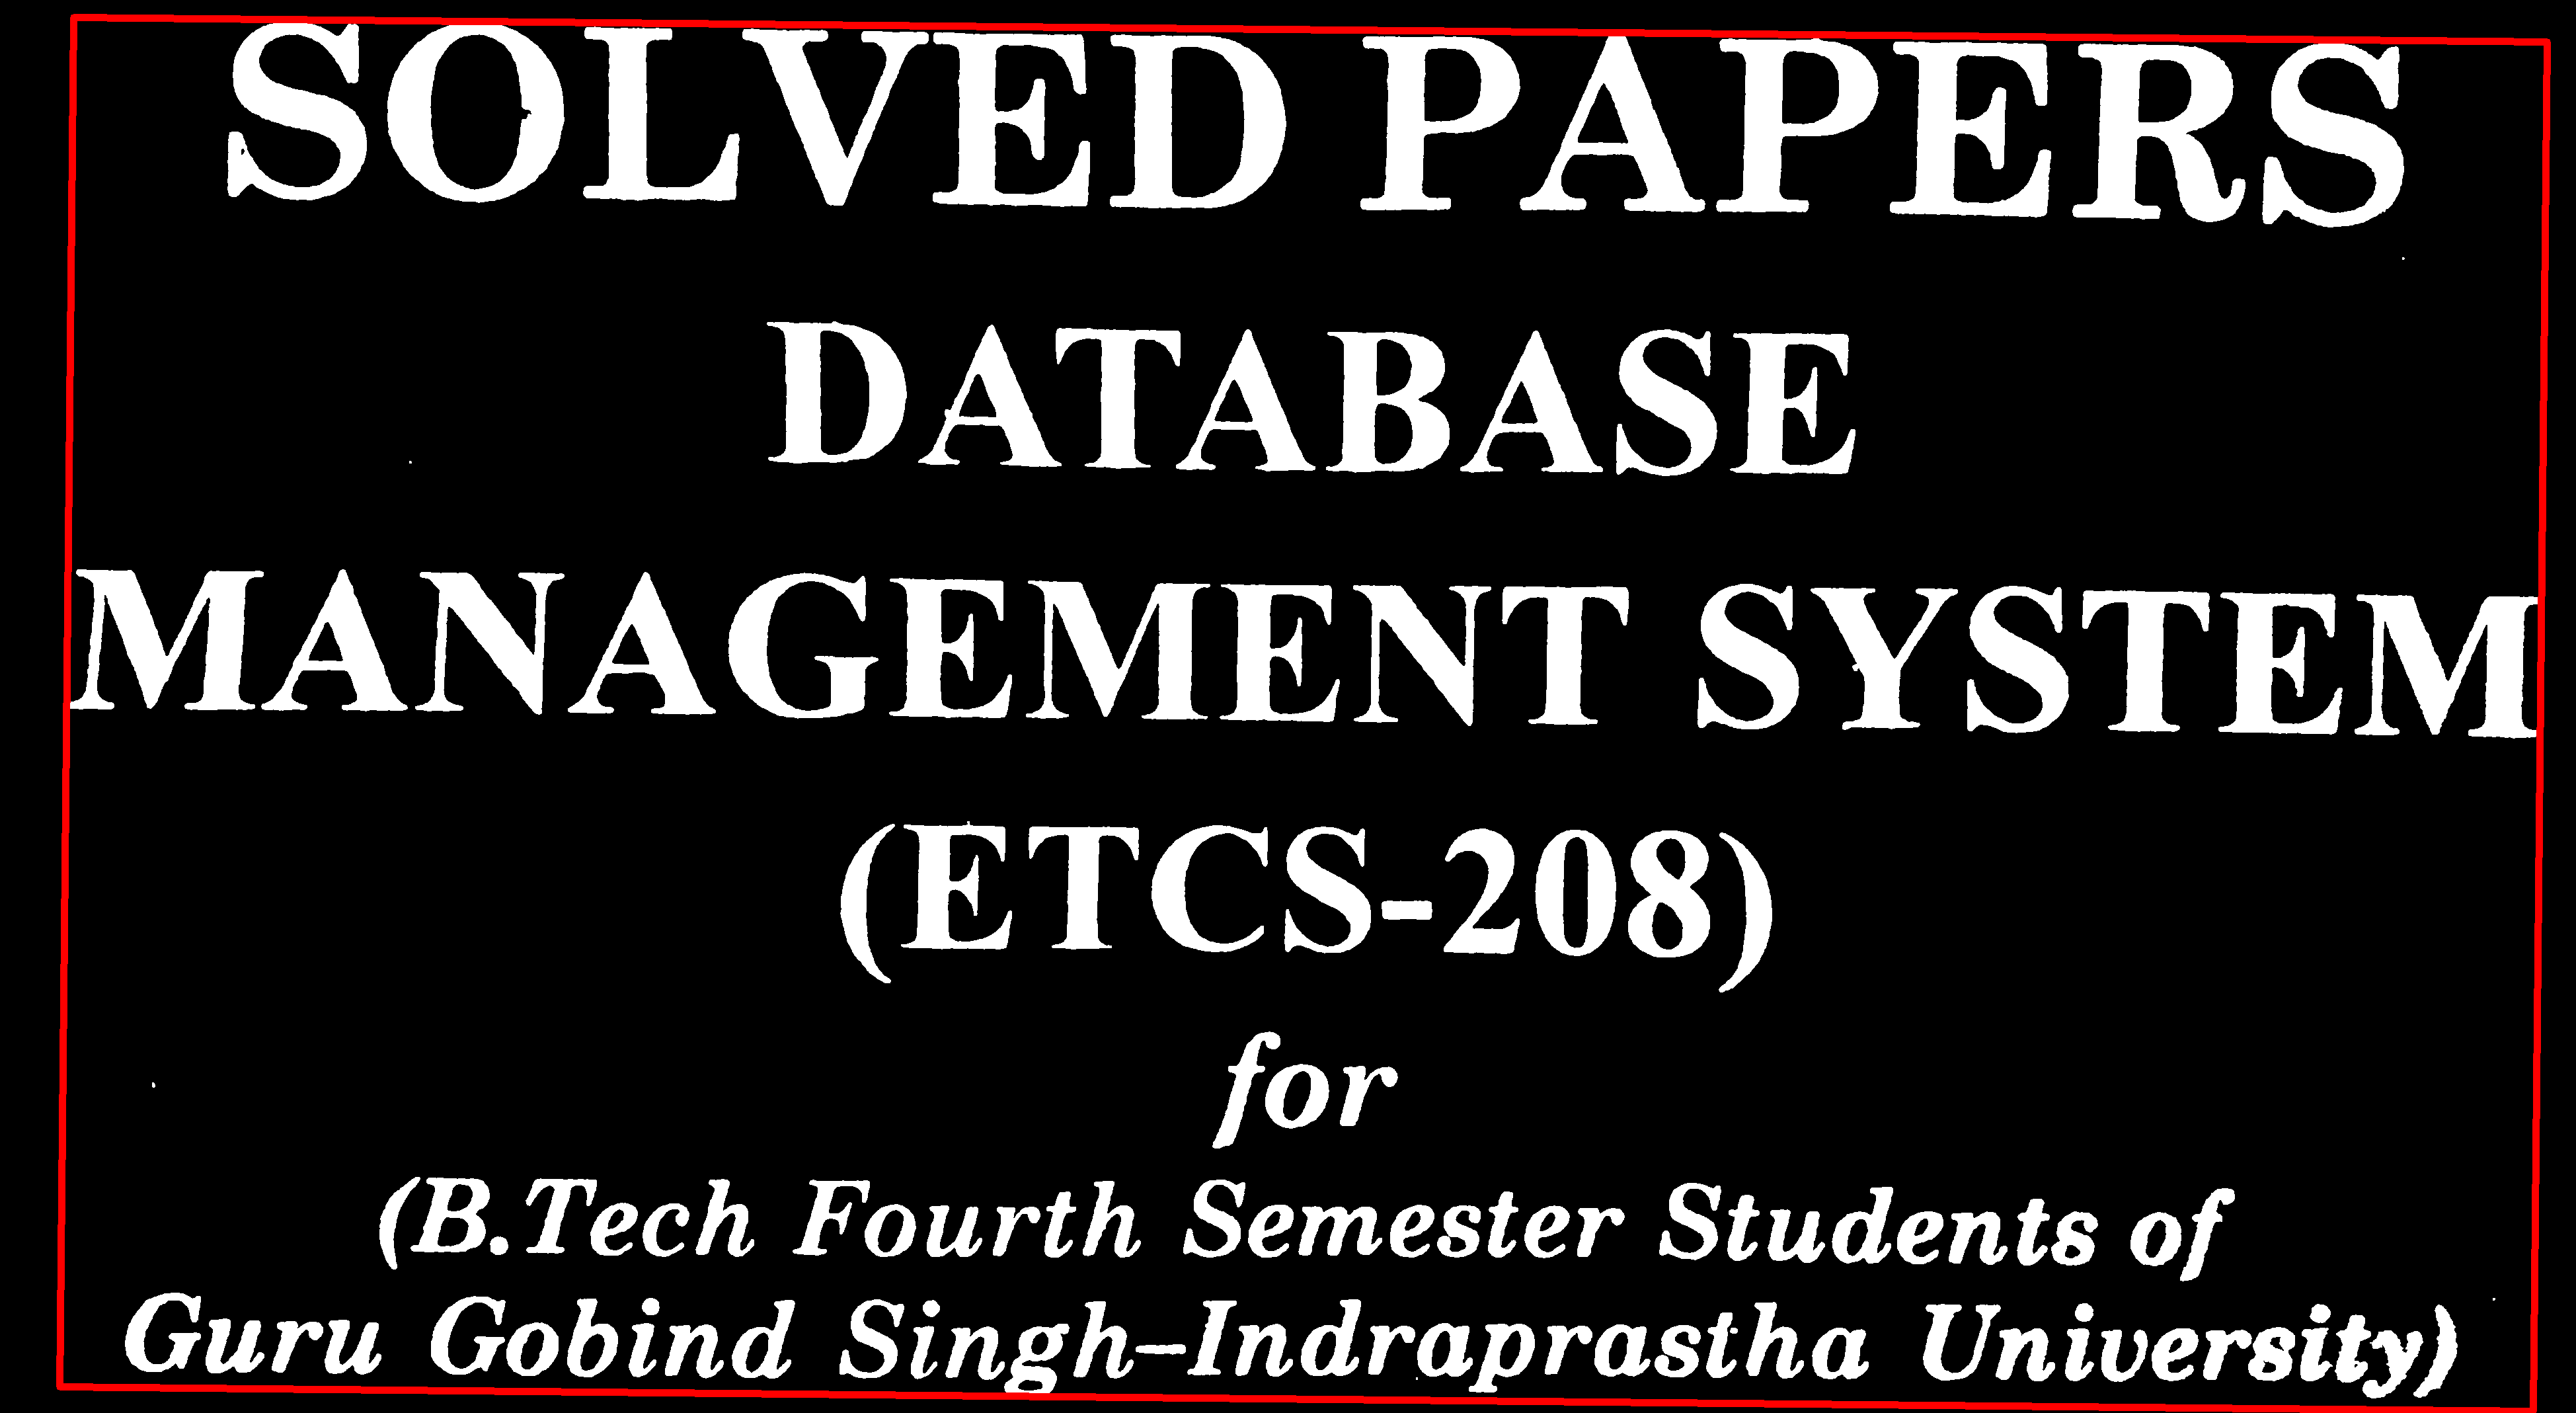 SOLVED PAPERS
DATABASE
MANAGEMENT SYSTEM
(ETCS-208)
for
(B.Tech Fourth Semester Students of
Guru Gobind Singh–Indraprastha University)